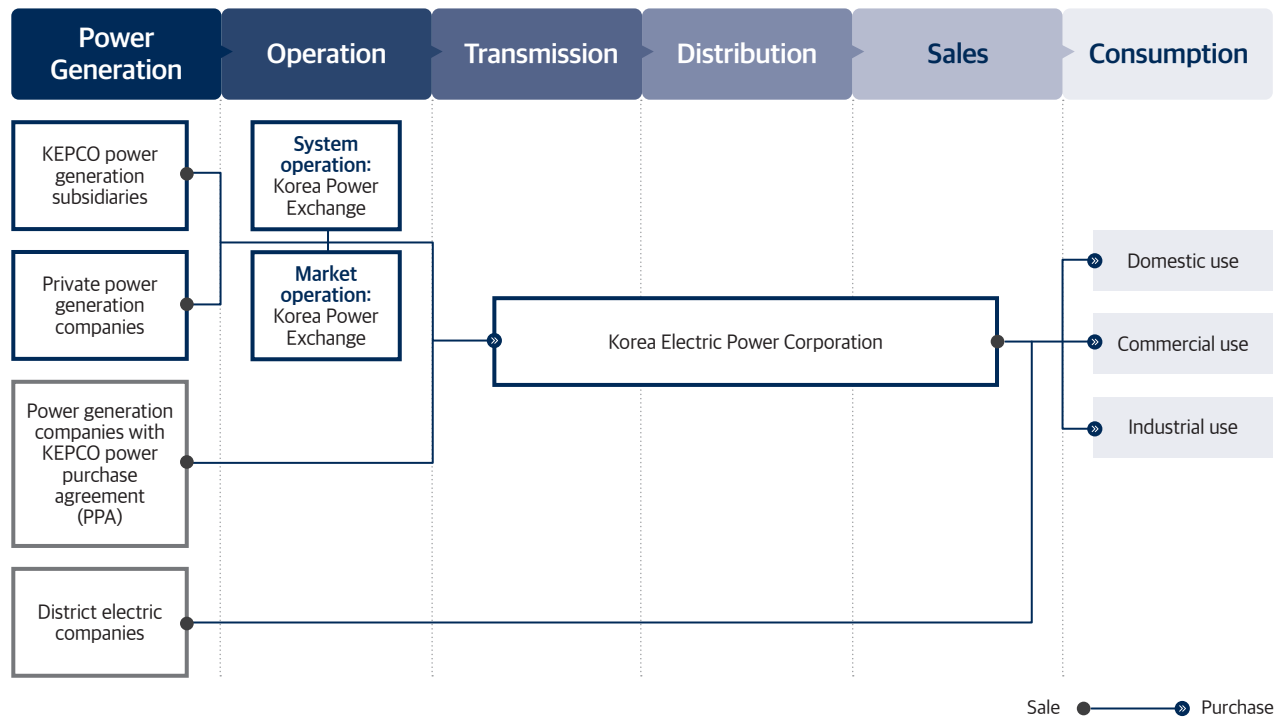 Power
Generation
Operation
Transmission
Distribution
Sales
Consumption
KEPCO power
generation
subsidiaries
Private power
generation
companies
Power generation
companies with
KEPCO power
purchase
agreement
(PPA)
District electric
companies
System
operation:
Korea Power
Exchange
Market
operation:
Korea Power
Exchange
Korea Electric Power Corporation
Domestic use
Commercial use
Industrial use
Sale
Purchase